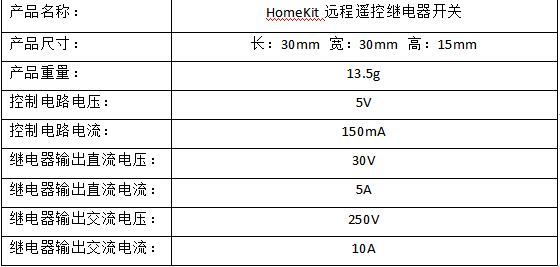 产品名称： HomeKit 远程遥控继电器开关
产品尺寸： 长：30mm 宽：30mm 高：15mm
产品重量： 13.5g
控制电路电压： 5V
控制电路电流： 150mA
继电器输出直流电压： 30V
继电器输出直流电流： 5A
继电器输出交流电压： 250V
继电器输出交流电流： 10A